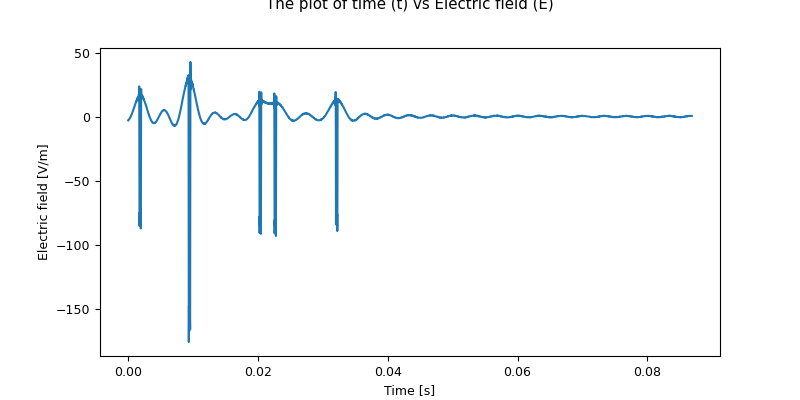 The plot of time (t) vs Electric field (E)
50
0
−50
−100
−150
Electric field [V/m]
0.00 0.02 0.04 0.06 0.08
Time [s]